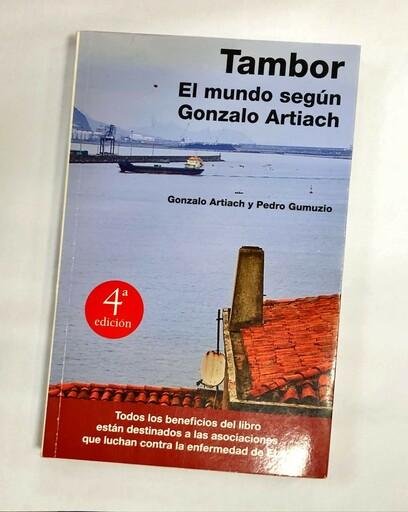 Tambor
El mundo según
Gonzalo Artiach
Gonzalo Artiach y Pedro Gumuzio
4ª
edición
Todos los beneficios del libro
están destinados a las asociaciones
que luchan contra la enfermedad de